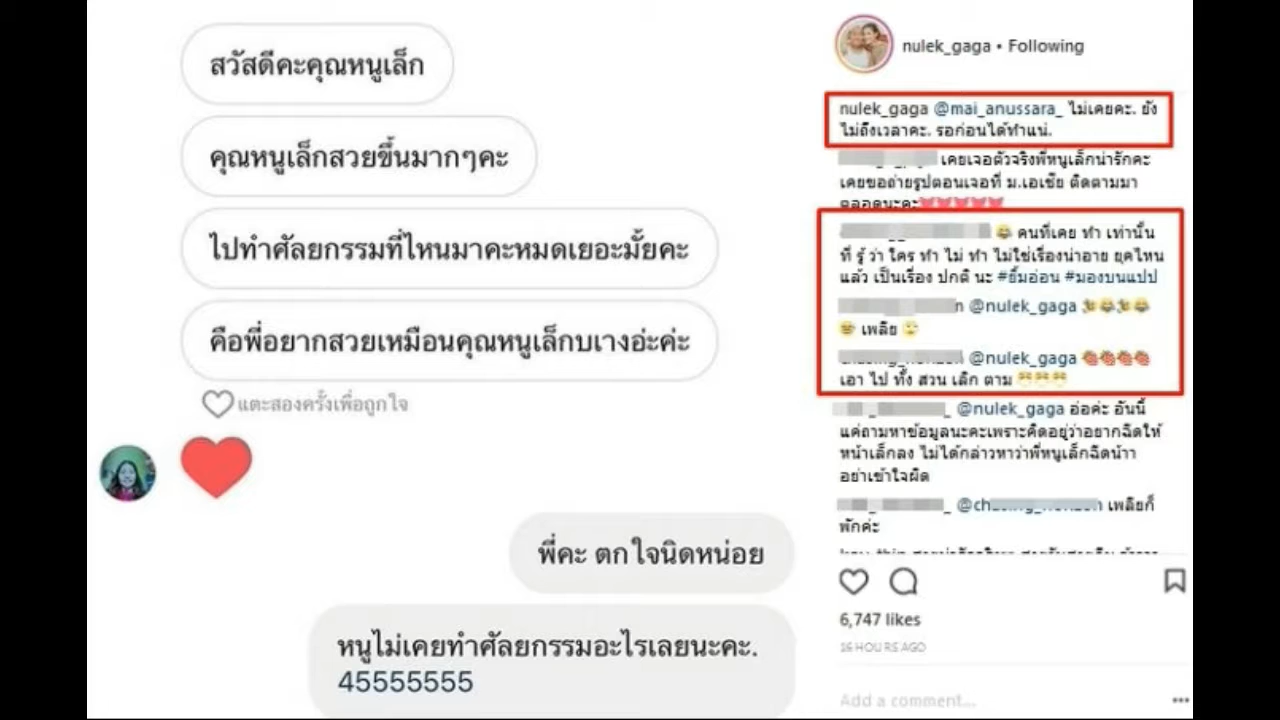 สวัสดีคะคุณหนูเล็ก
คุณหนูเล็กสวยขึ้นมากๆคะ
ไปทำศัลยกรรมที่ไหนมาคะหมดเยอะมั้ยคะ
คือพี่อยากสวยเหมือนคุณหนูเล็กบเางอ่ะค่ะ
แตะสองครั้งเพื่อถูกใจ
พี่คะ ตกใจนิดหน่อย
หนูไม่เคยทำศัลยกรรมอะไรเลยนะคะ.
45555555
nulek_gaga • Following
nulek_gaga @mai_anussara_ ไม่เคยคะ. ยัง
ไม่ถึงเวลาคะ. รอก่อนได้ทำแน่.
เคยเจอตัวจริงพี่หนูเล็กน่ารักคะ
เคยขอถ่ายรูปตอนเจอที่ ม.เอเชีย ติดตามมา
ตลอดนะคะ
😂 คนที่เคย ทำ เท่านั้น
ที่ รู้ ว่า ใคร ทำ ไม่ ทำ ไม่ใช่เรื่องน่าอาย ยุคไหน
แล้ว เป็นเรื่อง ปกติ นะ #ยิ้มอ่อน #มองบนแปป
@nulek_gaga
เพลีย
@nulek_gaga 🍓🍓🍓🍓
เอา ไป ทั้ง สวน เลิก ตาม
@nulek_gaga อ่อค่ะ อันนี้
แค่ถามหาข้อมูลนะคะเพราะคิดอยู่ว่าอยากฉีดให้
หน้าเล็กลง ไม่ได้กล่าวหาว่าพี่หนูเล็กฉีดน้าา
อย่าเข้าใจผิด
เพลียก็
พักค่ะ
6,747 likes
16 HOURS AGO
Add a comment...